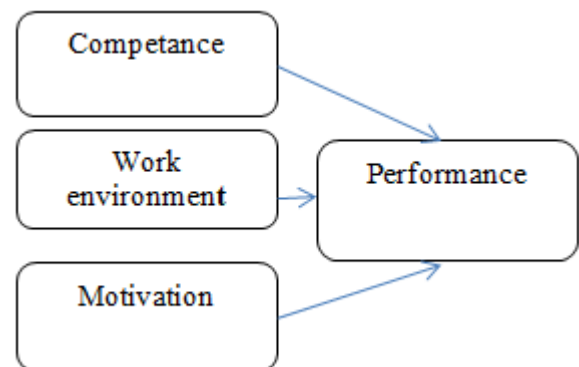 Competance
Work
environment
Performance
Motivation